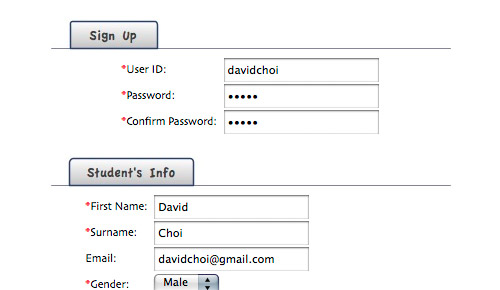 Sign Up
*User ID: davidchoi
*Password: •••••
*Confirm Password: •••••
Student's Info
*First Name: David
*Surname: Choi
Email: davidchoi@gmail.com
*Gender: Male